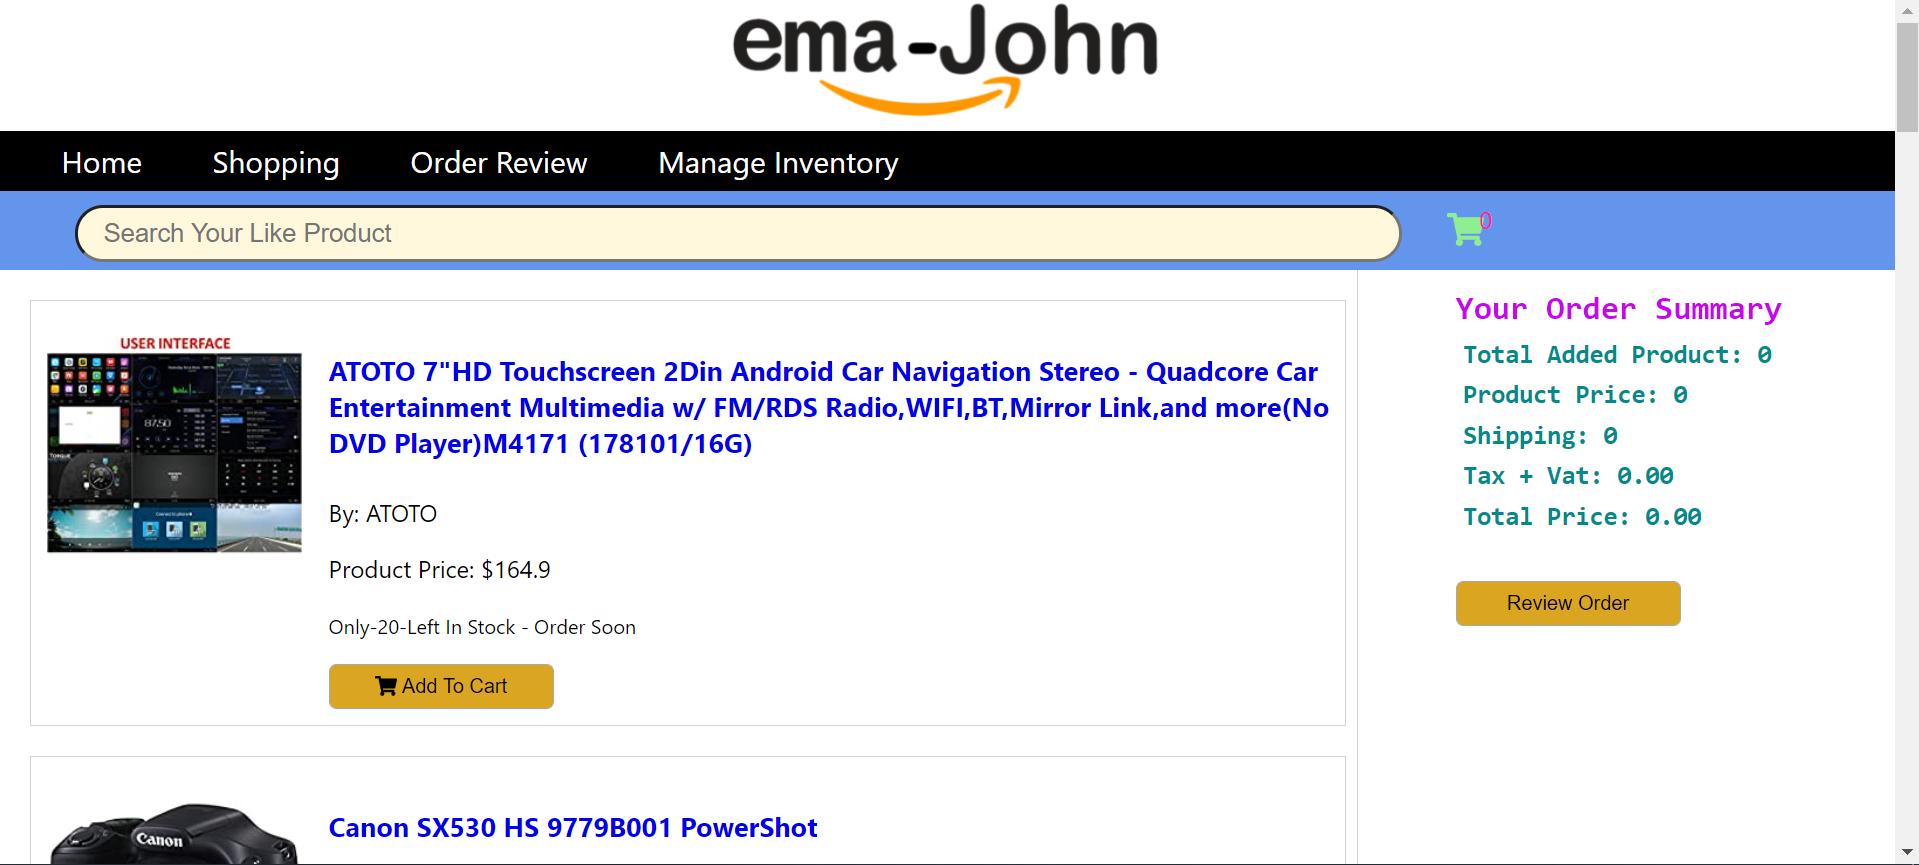 ema-John
Home
Shopping
Order Review
Manage Inventory
Search Your Like Product
0
USER INTERFACE
87.50
TORQUE
ATOTO 7"HD Touchscreen 2Din Android Car Navigation Stereo - Quadcore Car
Entertainment Multimedia w/ FM/RDS Radio,WIFI,BT,Mirror Link,and more(No
DVD Player)M4171 (178101/16G)
By: ATOTO
Product Price: $164.9
Only-20-Left In Stock - Order Soon
Add To Cart
Canon
Canon SX530 HS 9779B001 PowerShot
Your Order Summary
Total Added Product: 0
Product Price: 0
Shipping: 0
Tax + Vat: 0.00
Total Price: 0.00
Review Order